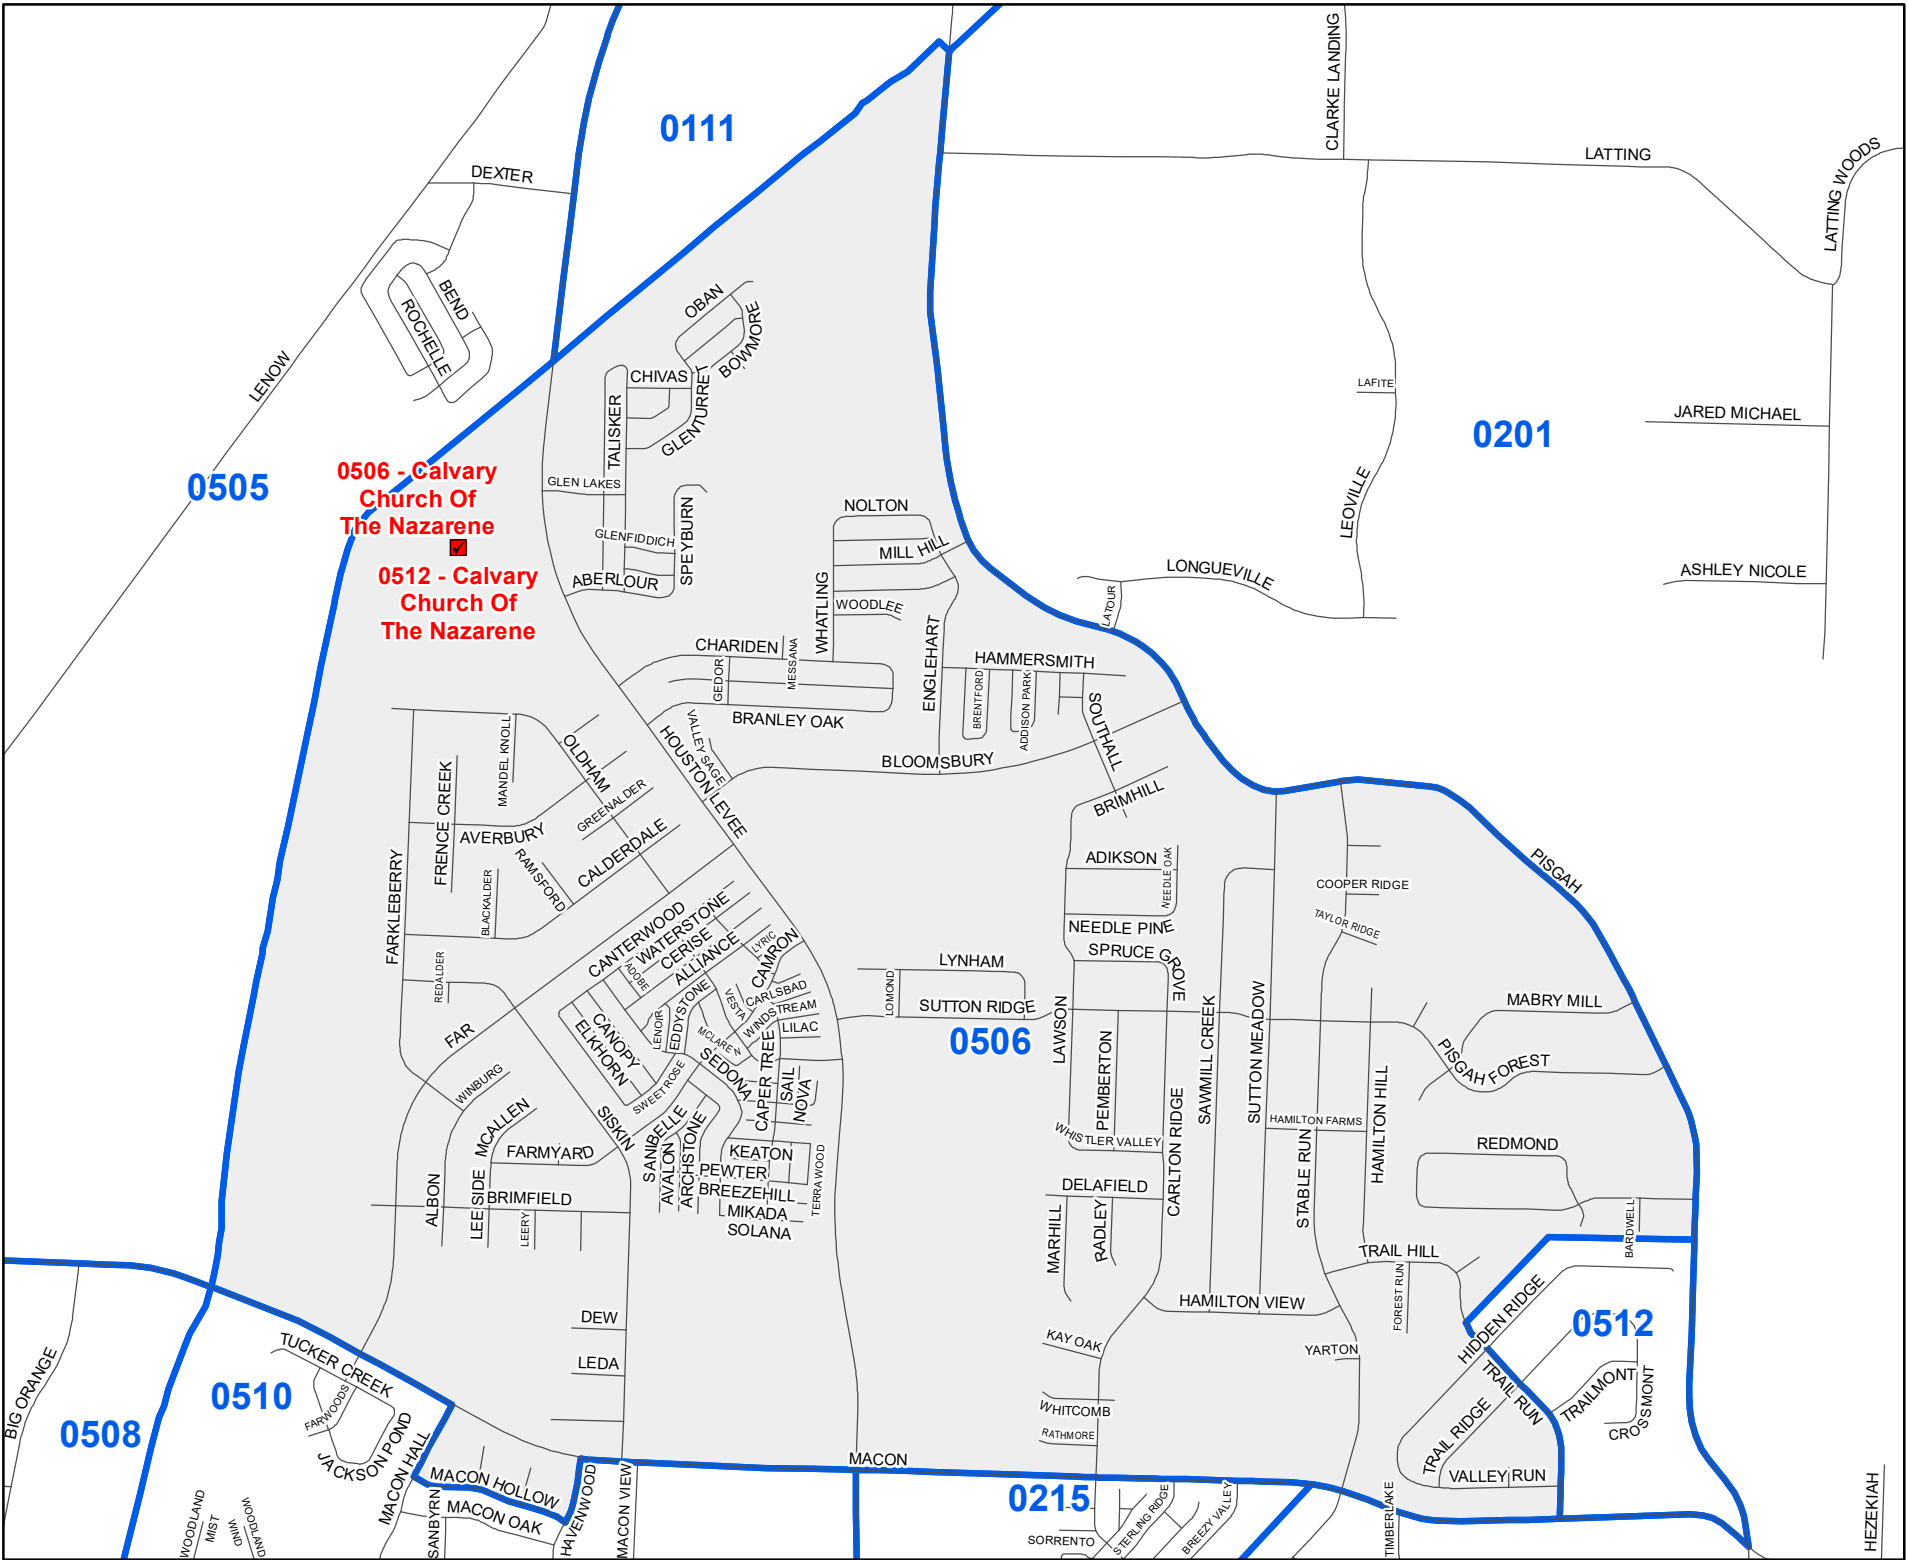 CLARKE LANDING
0111
LATTING
LATTING WOODS
DEXTER
BEND
ROCHELLE
OBAN
BOWMORE
LENOW
CHIVAS
GLENTURRET
TALISKER
LAFITE
JARED MICHAEL
0201
0505
0506 - Calvary
Church Of
The Nazarene
GLEN LAKES
LEOVILLE
NOLTON
SPEYBURN
GLENFIDDICH
MILL HILL
0512 - Calvary
Church Of
The Nazarene
ABERLOUR
LONGUEVILLE
ASHLEY NICOLE
LATOUR
WHATLING
WOODLEE
CHARIDEN
MESSANA
GEDOR
ENGLEHART
HAMMERSMITH
BRENTFORD
ADDISON PARK
SOUTHALL
BRANLEY OAK
VALLEY SAGE
HOUSTON LEVEE
BLOOMSBURY
MANDEL KNOLL
OLDHAM
FRENCE CREEK
GREENALDER
AVERBURY
CALDERDALE
RAMSFORD
BLACKALDER
FARKLEBERRY
REDALDER
BRIMHILL
ADIKSON
NEEDLE OAK
NEEDLE PINE
SPRUCE GROVE
PISGAH
COOPER RIDGE
TAYLOR RIDGE
CANTERWOOD
WATERSTONE
CERISE
ALLIANCE
ADOBE
LYRIC
CAMRON
VESTA
CARLSBAD
WINDSTREAM
LILAC
LENOIR
EDDYSTONE
MCLAREN
CANOPY
ELKHORN
SEDONA
SWEET ROSE
CAPER TREE
SAIL
NOVA
LYNHAM
LOMOND
SUTTON RIDGE
0506
LAWSON
PEMBERTON
SAWMILL CREEK
SUTTON MEADOW
MABRY MILL
PISGAH FOREST
FAR
WINBURG
SISKIN
MCALLEN
FARMYARD
SANIBELLE
AVALON
ARCHSTONE
KEATON
PEWTER
BREEZEHILL
MIKADA
SOLANA
TERRA WOOD
ALBON
LEESIDE
BRIMFIELD
LEERY
WHISTLER VALLEY
CARLTON RIDGE
HAMILTON FARMS
STABLE RUN
HAMILTON HILL
REDMOND
DELAFIELD
MARHILL
RADLEY
BARDWELL
TRAIL HILL
FOREST RUN
HAMILTON VIEW
HIDDEN RIDGE
0512
DEW
LEDA
KAY OAK
YARTON
TRAIL RUN
TRAILMONT
CROSSMONT
TRAIL RIDGE
VALLEY RUN
WHITCOMB
RATHMORE
TUCKER CREEK
0510
FARWOODS
JACKSON POND
MACON HALL
BIG ORANGE
0508
MACON HOLLOW
MACON OAK
MACON
HAVENWOOD
MACON VIEW
SANBYRN
WOODLAND MIST
WOODLAND WIND
0215
SORRENTO
STERLING RIDGE
BREEZY VALLEY
TIMBERLAKE
HEZEKIAH